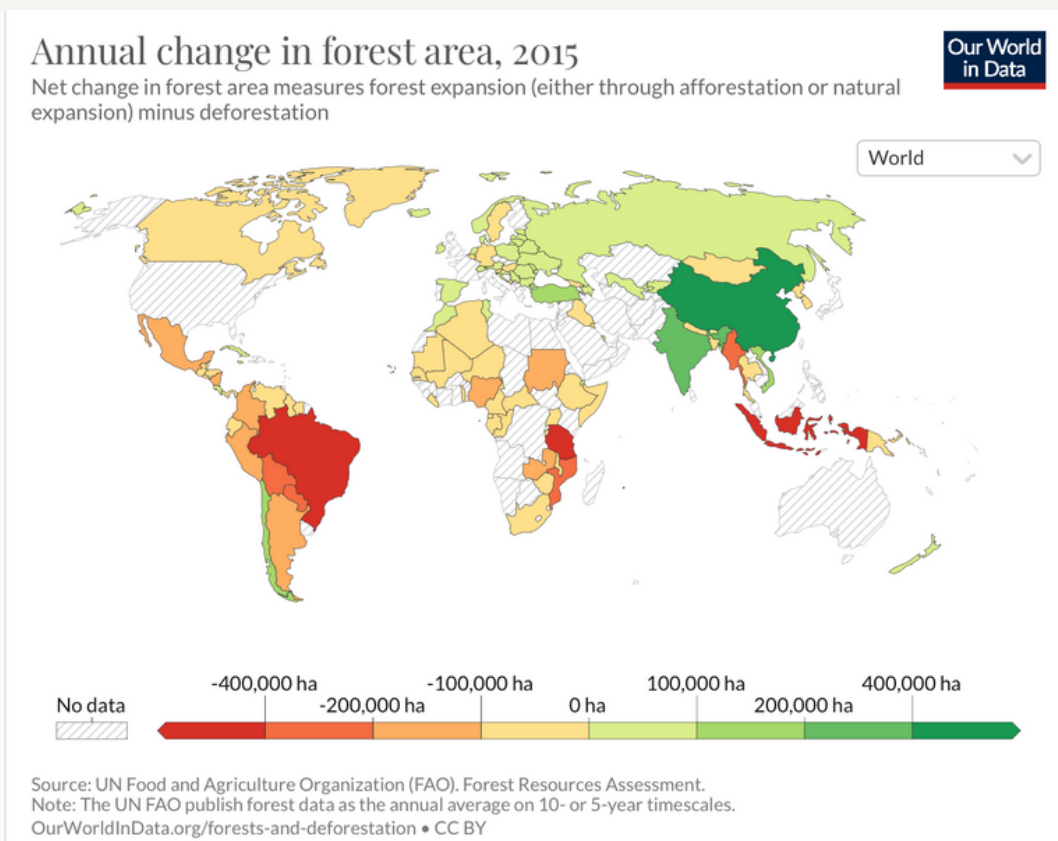 Annual change in forest area, 2015
Our World
in Data
Net change in forest area measures forest expansion (either through afforestation or natural
expansion) minus deforestation
World
No data
-400,000 ha
-200,000 ha
-100,000 ha
0 ha
100,000 ha
200,000 ha
400,000 ha
Source: UN Food and Agriculture Organization (FAO). Forest Resources Assessment.
Note: The UN FAO publish forest data as the annual average on 10- or 5-year timescales.
OurWorldInData.org/forests-and-deforestation • CC BY